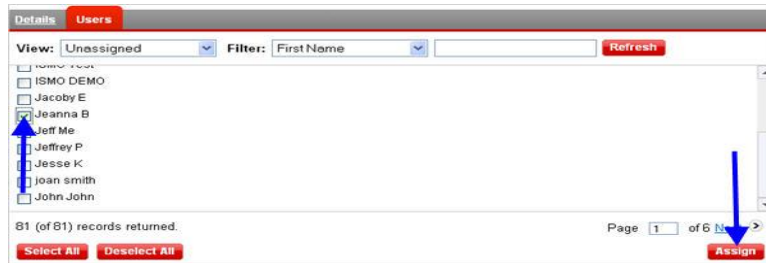 Details Users
View: Unassigned Filter: First Name Refresh
ISMO DEMO
Jacoby E
Jeanna B
Jeff Me
Jeffrey P
Jesse K
joan smith
John John
81 (of 81) records returned. Page 1 of 6
Select All Deselect All Assign